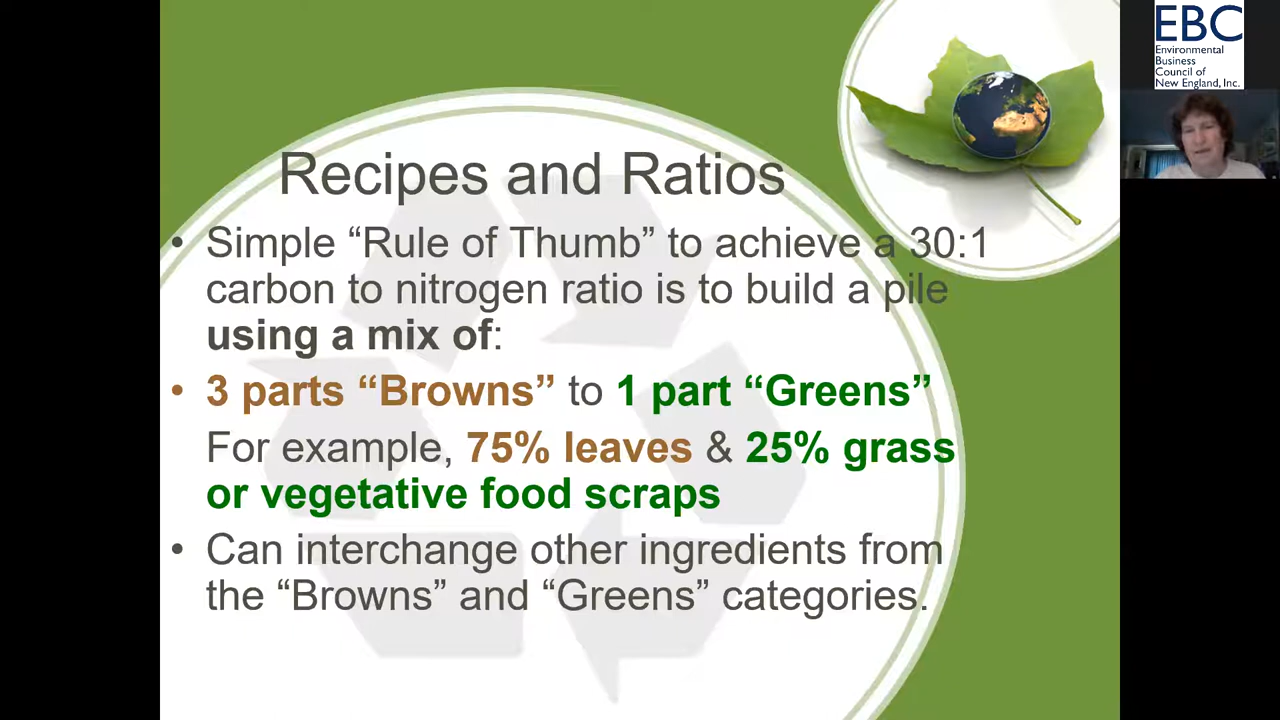 EBC
Environmental
Business
Council of
New England, Inc.
Recipes and Ratios
• Simple “Rule of Thumb” to achieve a 30:1
carbon to nitrogen ratio is to build a pile
using a mix of:
• 3 parts “Browns” to 1 part “Greens”
For example, 75% leaves & 25% grass
or vegetative food scraps
• Can interchange other ingredients from
the “Browns” and “Greens” categories.